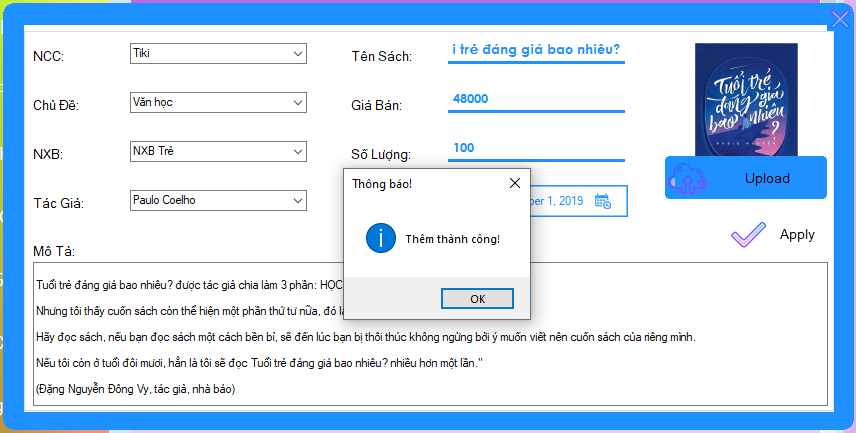 NCC: Tiki Tên Sách: i trẻ đáng giá bao nhiêu?
Chủ Đề: Văn học Giá Bán: 48000
NXB: NXB Trẻ Số Lượng: 100
Tác Giả: Paulo Coelho ber 1, 2019
Tuổi trẻ
đáng giá
bao nhiêu?
Upload
Apply
Thông báo!
Thêm thành công!
OK
Mô Tả:
Tuổi trẻ đáng giá bao nhiêu? được tác giả chia làm 3 phần: HỌC
Nhưng tôi thấy cuốn sách còn thể hiện một phần thứ tư nữa, đó
Hãy đọc sách, nếu bạn đọc sách một cách bền bỉ, sẽ đến lúc bạn bị thôi thúc không ngừng bởi ý muốn viết nên cuốn sách của riêng mình.
Nếu tôi còn ở tuổi đôi mươi, hẳn là tôi sẽ đọc Tuổi trẻ đáng giá bao nhiêu? nhiều hơn một lần."
(Đặng Nguyễn Đông Vy, tác giả, nhà báo)